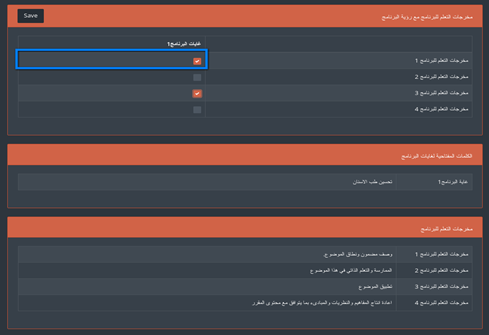 Save
مخرجات التعلم للبرنامج مع رؤية البرنامج
غايات البرنامج1
مخرجات التعلم للبرنامج 1
مخرجات التعلم للبرنامج 2
مخرجات التعلم للبرنامج 3
مخرجات التعلم للبرنامج 4
الكلمات المفتاحية لغايات البرنامج
غاية البرنامج1 تحسين طب الاسنان
مخرجات التعلم للبرنامج
مخرجات التعلم للبرنامج 1 وصف مضمون ونطاق الموضوع.
مخرجات التعلم للبرنامج 2 الممارسة والتعلم الذاتي في هذا الموضوع
مخرجات التعلم للبرنامج 3 تطبيق الموضوع
مخرجات التعلم للبرنامج 4 اعادة انتاج المفاهيم والنظريات والمبادىء بما يتوافق مع محتوى المقرر